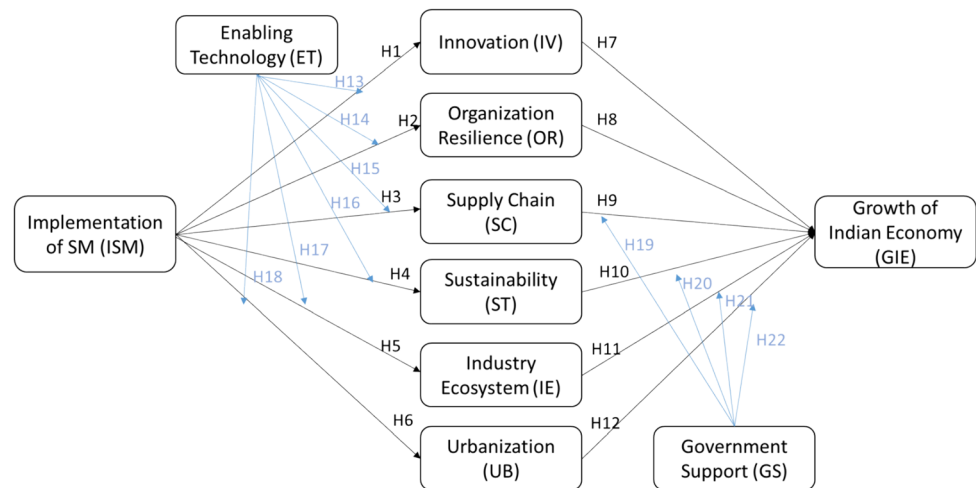 Enabling
Technology (ET)
H1
Innovation (IV)
H7
H13
H2
Organization
Resilience (OR)
H8
H14
H15
Implementation
of SM (ISM)
H3
Supply Chain
(SC)
H9
Growth of
Indian Economy
(GIE)
H16
H19
H17
H18
H4
Sustainability
(ST)
H10
H20
H21
H22
H5
Industry
Ecosystem (IE)
H11
H6
Urbanization
(UB)
H12
Government
Support (GS)